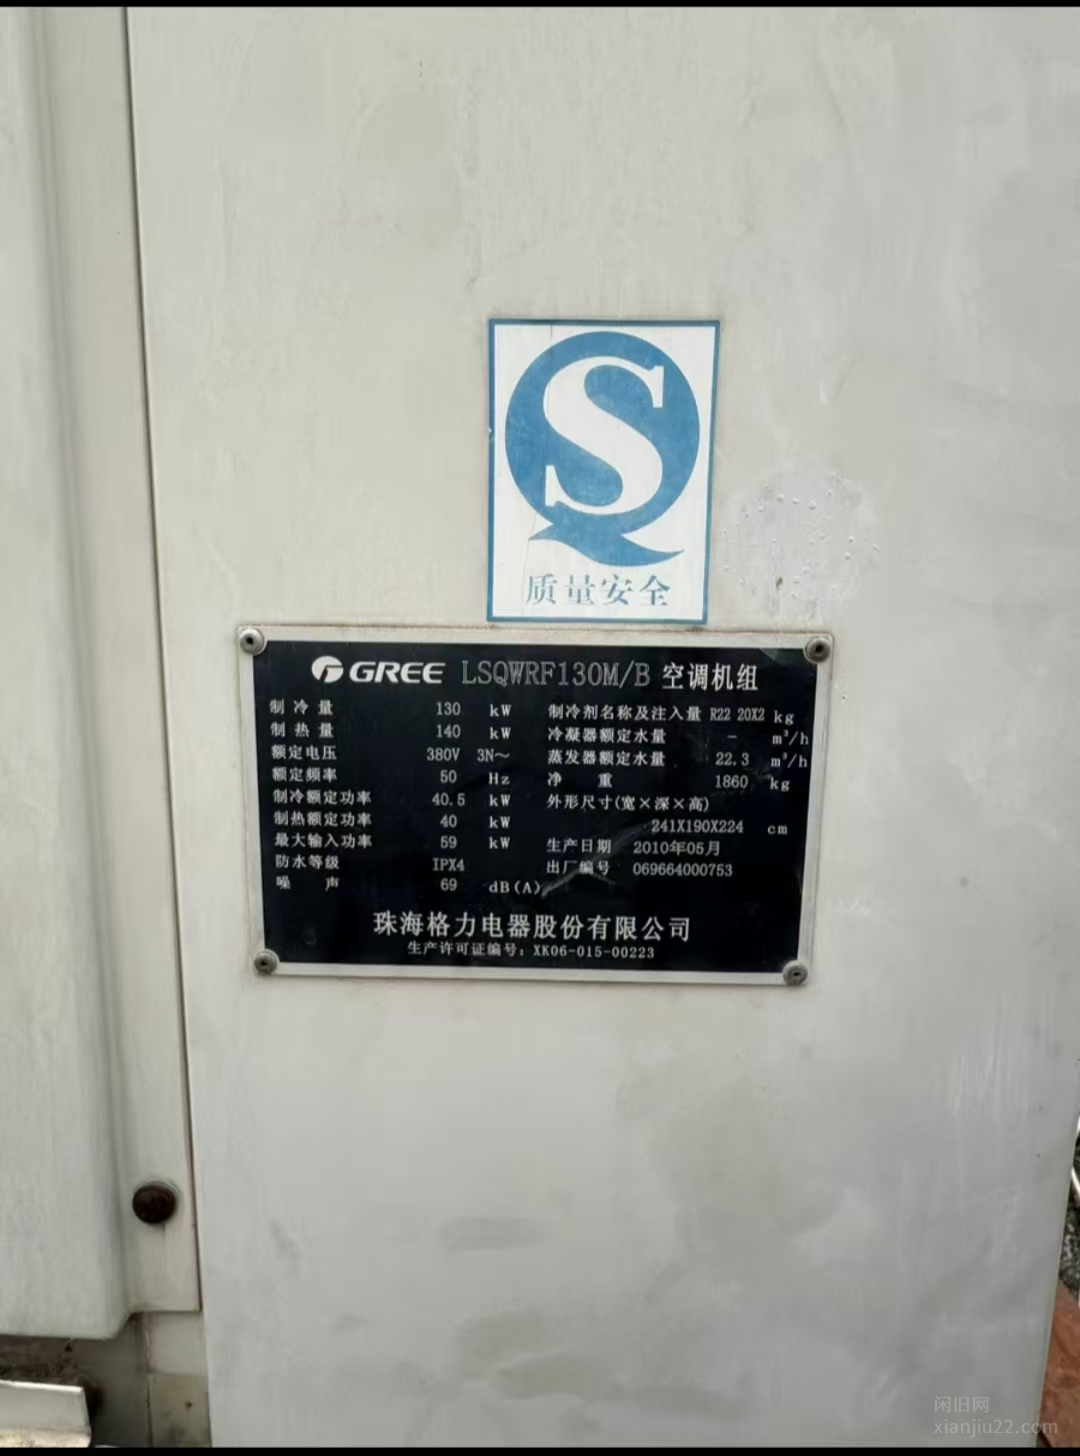 S
质量安全
GREE LSQWRF130M/B 空调机组
制冷量 130 kW 制冷剂名称及注入量 R22 20X2 kg
制热量 140 kW 冷凝器额定水量 - m³/h
额定电压 380V 3N～ 蒸发器额定水量 22.3 m³/h
额定频率 50 Hz 净 重 1860 kg
制冷额定功率 40.5 kW 外形尺寸(宽×深×高)
制热额定功率 40 kW 241X190X224 cm
最大输入功率 59 kW 生产日期 2010年05月
防水等级 IPX4 出厂编号 069664000753
噪 声 69 dB(A)
珠海格力电器股份有限公司
生产许可证编号：XK06-015-00223
闲旧网
xianjiu22.com